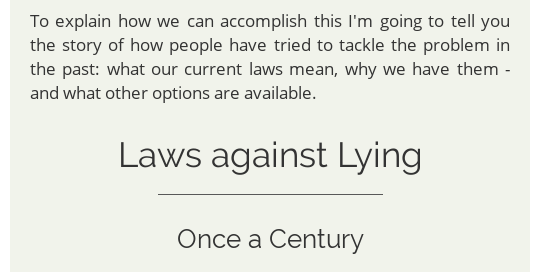 To explain how we can accomplish this I'm going to tell you
the story of how people have tried to tackle the problem in
the past: what our current laws mean, why we have them -
and what other options are available.
Laws against Lying
Once a Century